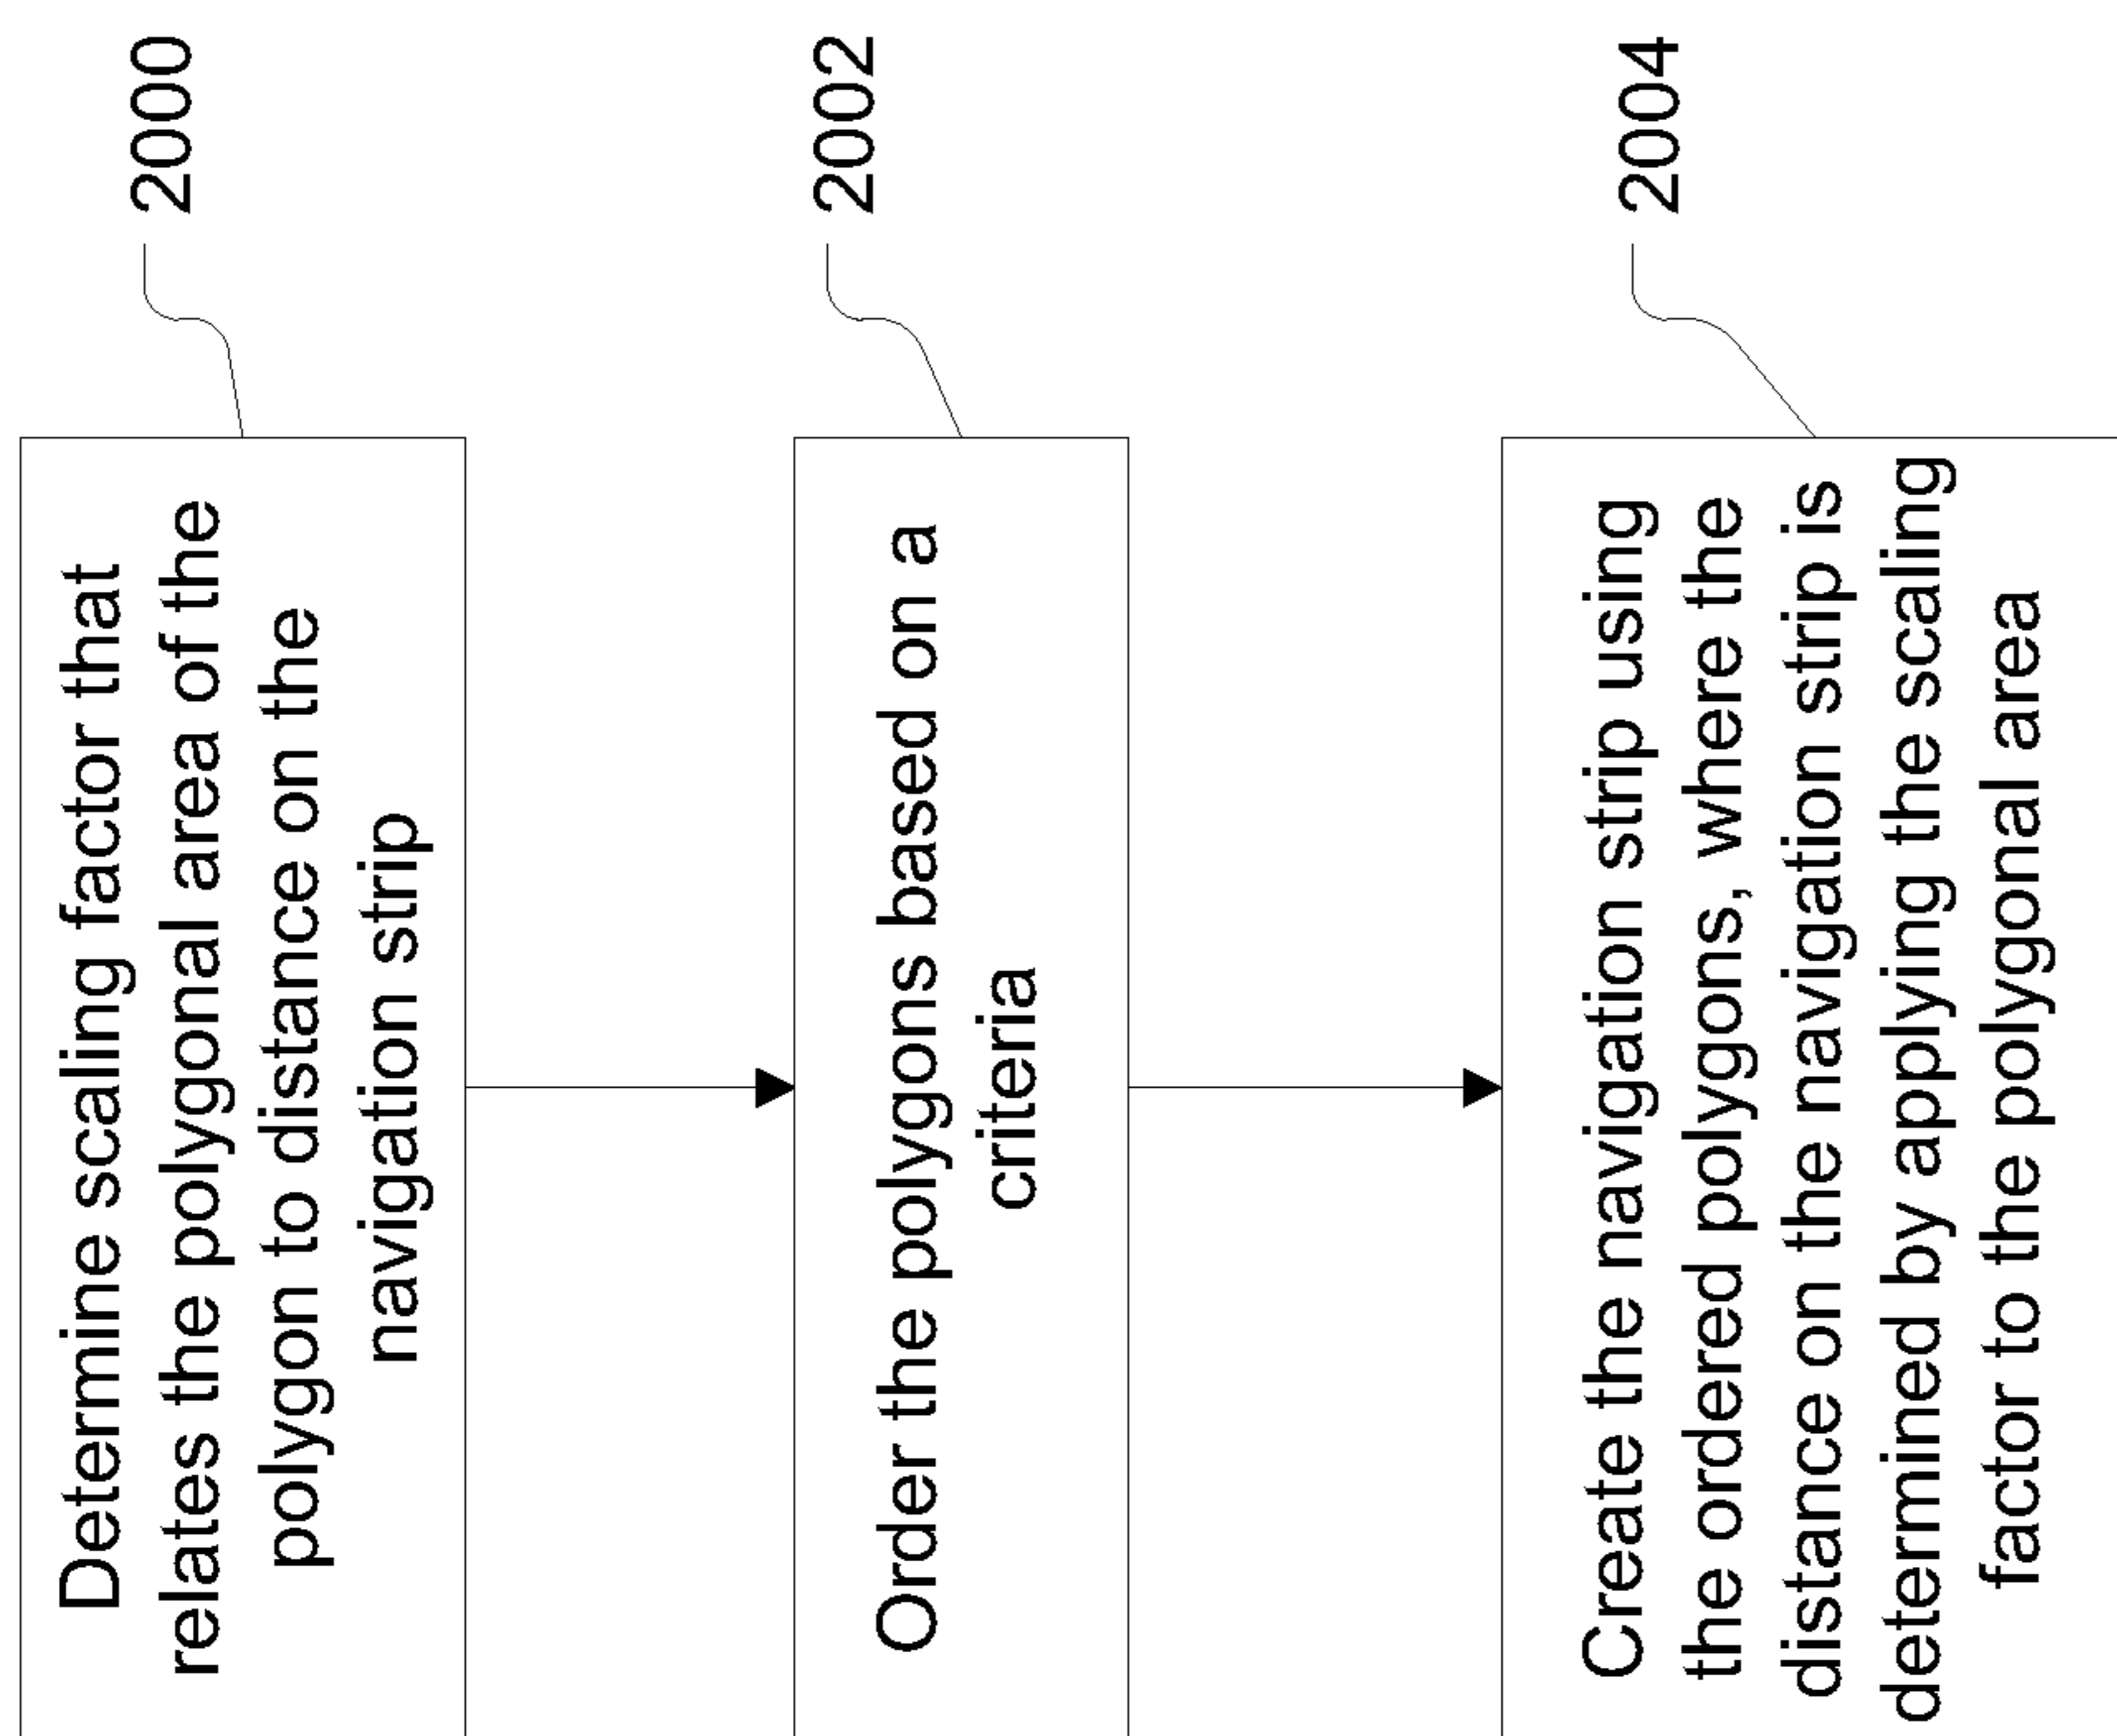 Determine scaling factor that
relates the polygonal area of the
polygon to distance on the
navigation strip
2000
Order the polygons based on a
criteria
2002
Create the navigation strip using
the ordered polygons, where the
distance on the navigation strip is
determined by applying the scaling
factor to the polygonal area
2004